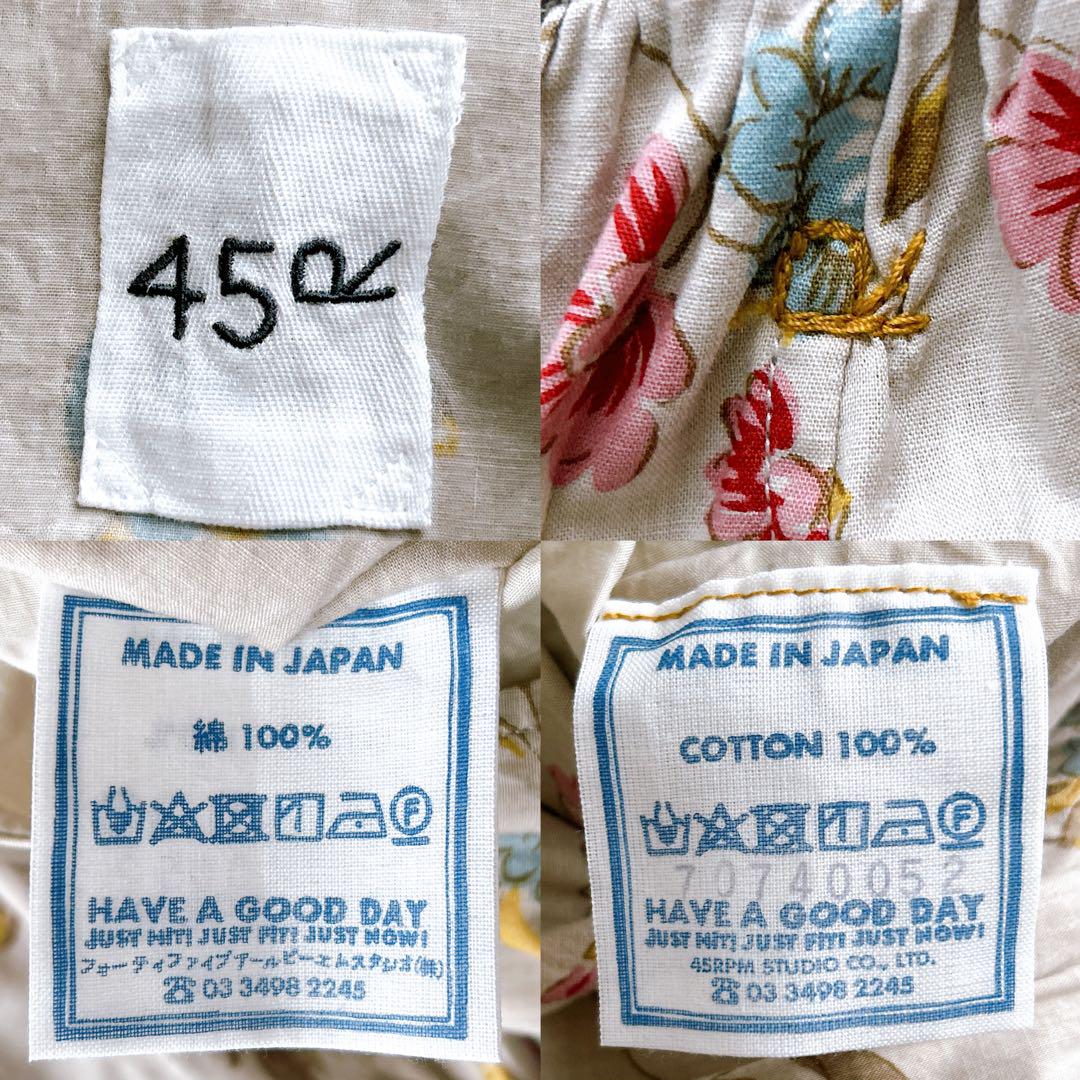 45R
R
MADE IN JAPAN
綿 100%
HAVE A GOOD DAY
JUST HIT! JUST FIT! JUST NOW!
フォーティファイブアールピーエムスタジオ(株)
☎ 03 3498 2245
MADE IN JAPAN
COTTON 100%
F
70740052
HAVE A GOOD DAY
JUST HIT! JUST FIT! JUST NOW!
45RPM STUDIO CO., LTD.
☎ 03 3498 2245